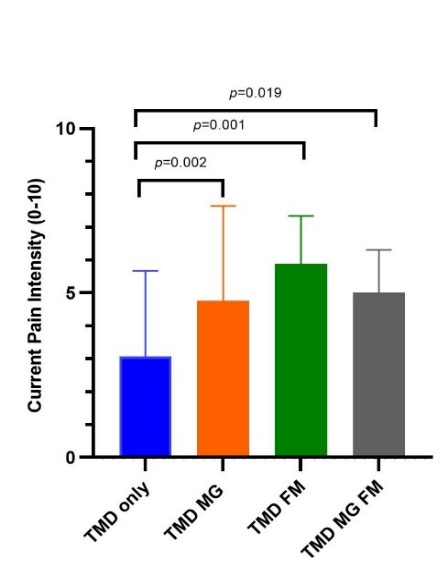 p=0.019
p=0.001
p=0.002
Current Pain Intensity (0-10)
10
5
0
TMD only
TMD MG
TMD FM
TMD MG FM